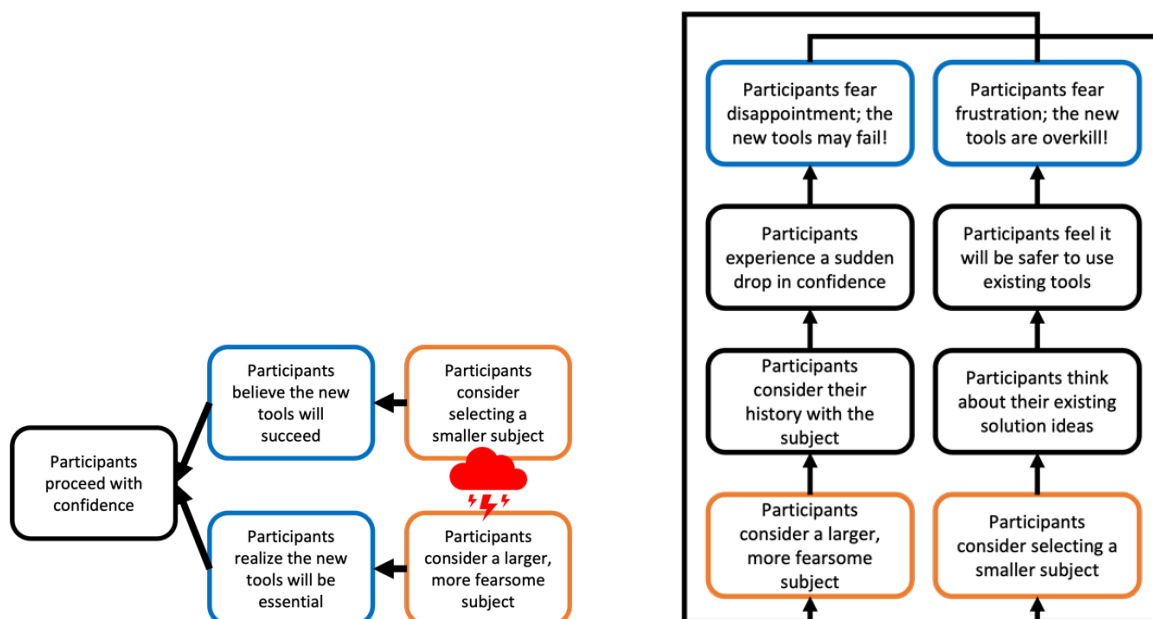 Participants
believe the new
tools will
succeed
Participants
consider
selecting a
smaller subject
Participants
proceed with
confidence
Participants
realize the new
tools will be
essential
Participants
consider a larger,
more fearsome
subject
Participants fear
disappointment; the
new tools may fail!
Participants fear
frustration; the new
tools are overkill!
Participants
experience a sudden
drop in confidence
Participants feel it
will be safer to use
existing tools
Participants
consider their
history with the
subject
Participants think
about their existing
solution ideas
Participants
consider a larger,
more fearsome
subject
Participants
consider selecting a
smaller subject